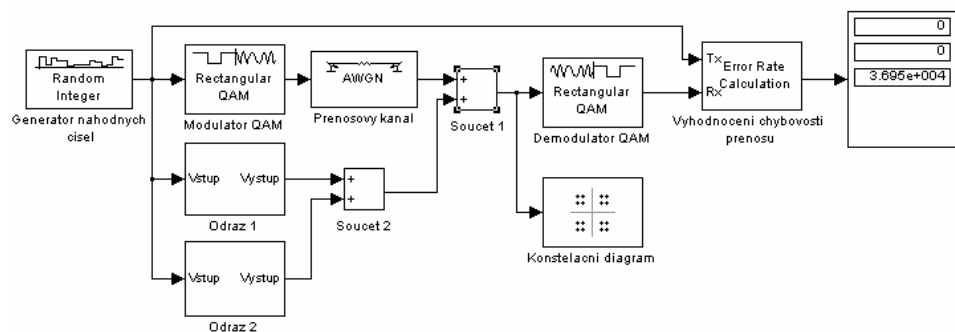 Random
Integer
Generator nahodnych
cisel
Rectangular
QAM
Modulator QAM
AWGN
Prenosovy kanal
+
+
Soucet 1
Rectangular
QAM
Demodulator QAM
Tx
Rx
Error Rate
Calculation
Vyhodnoceni chybovosti
prenosu
0
0
3.695e+004
Vstup Vystup
Odraz 1
+
+
Soucet 2
Konstelacni diagram
Vstup Vystup
Odraz 2